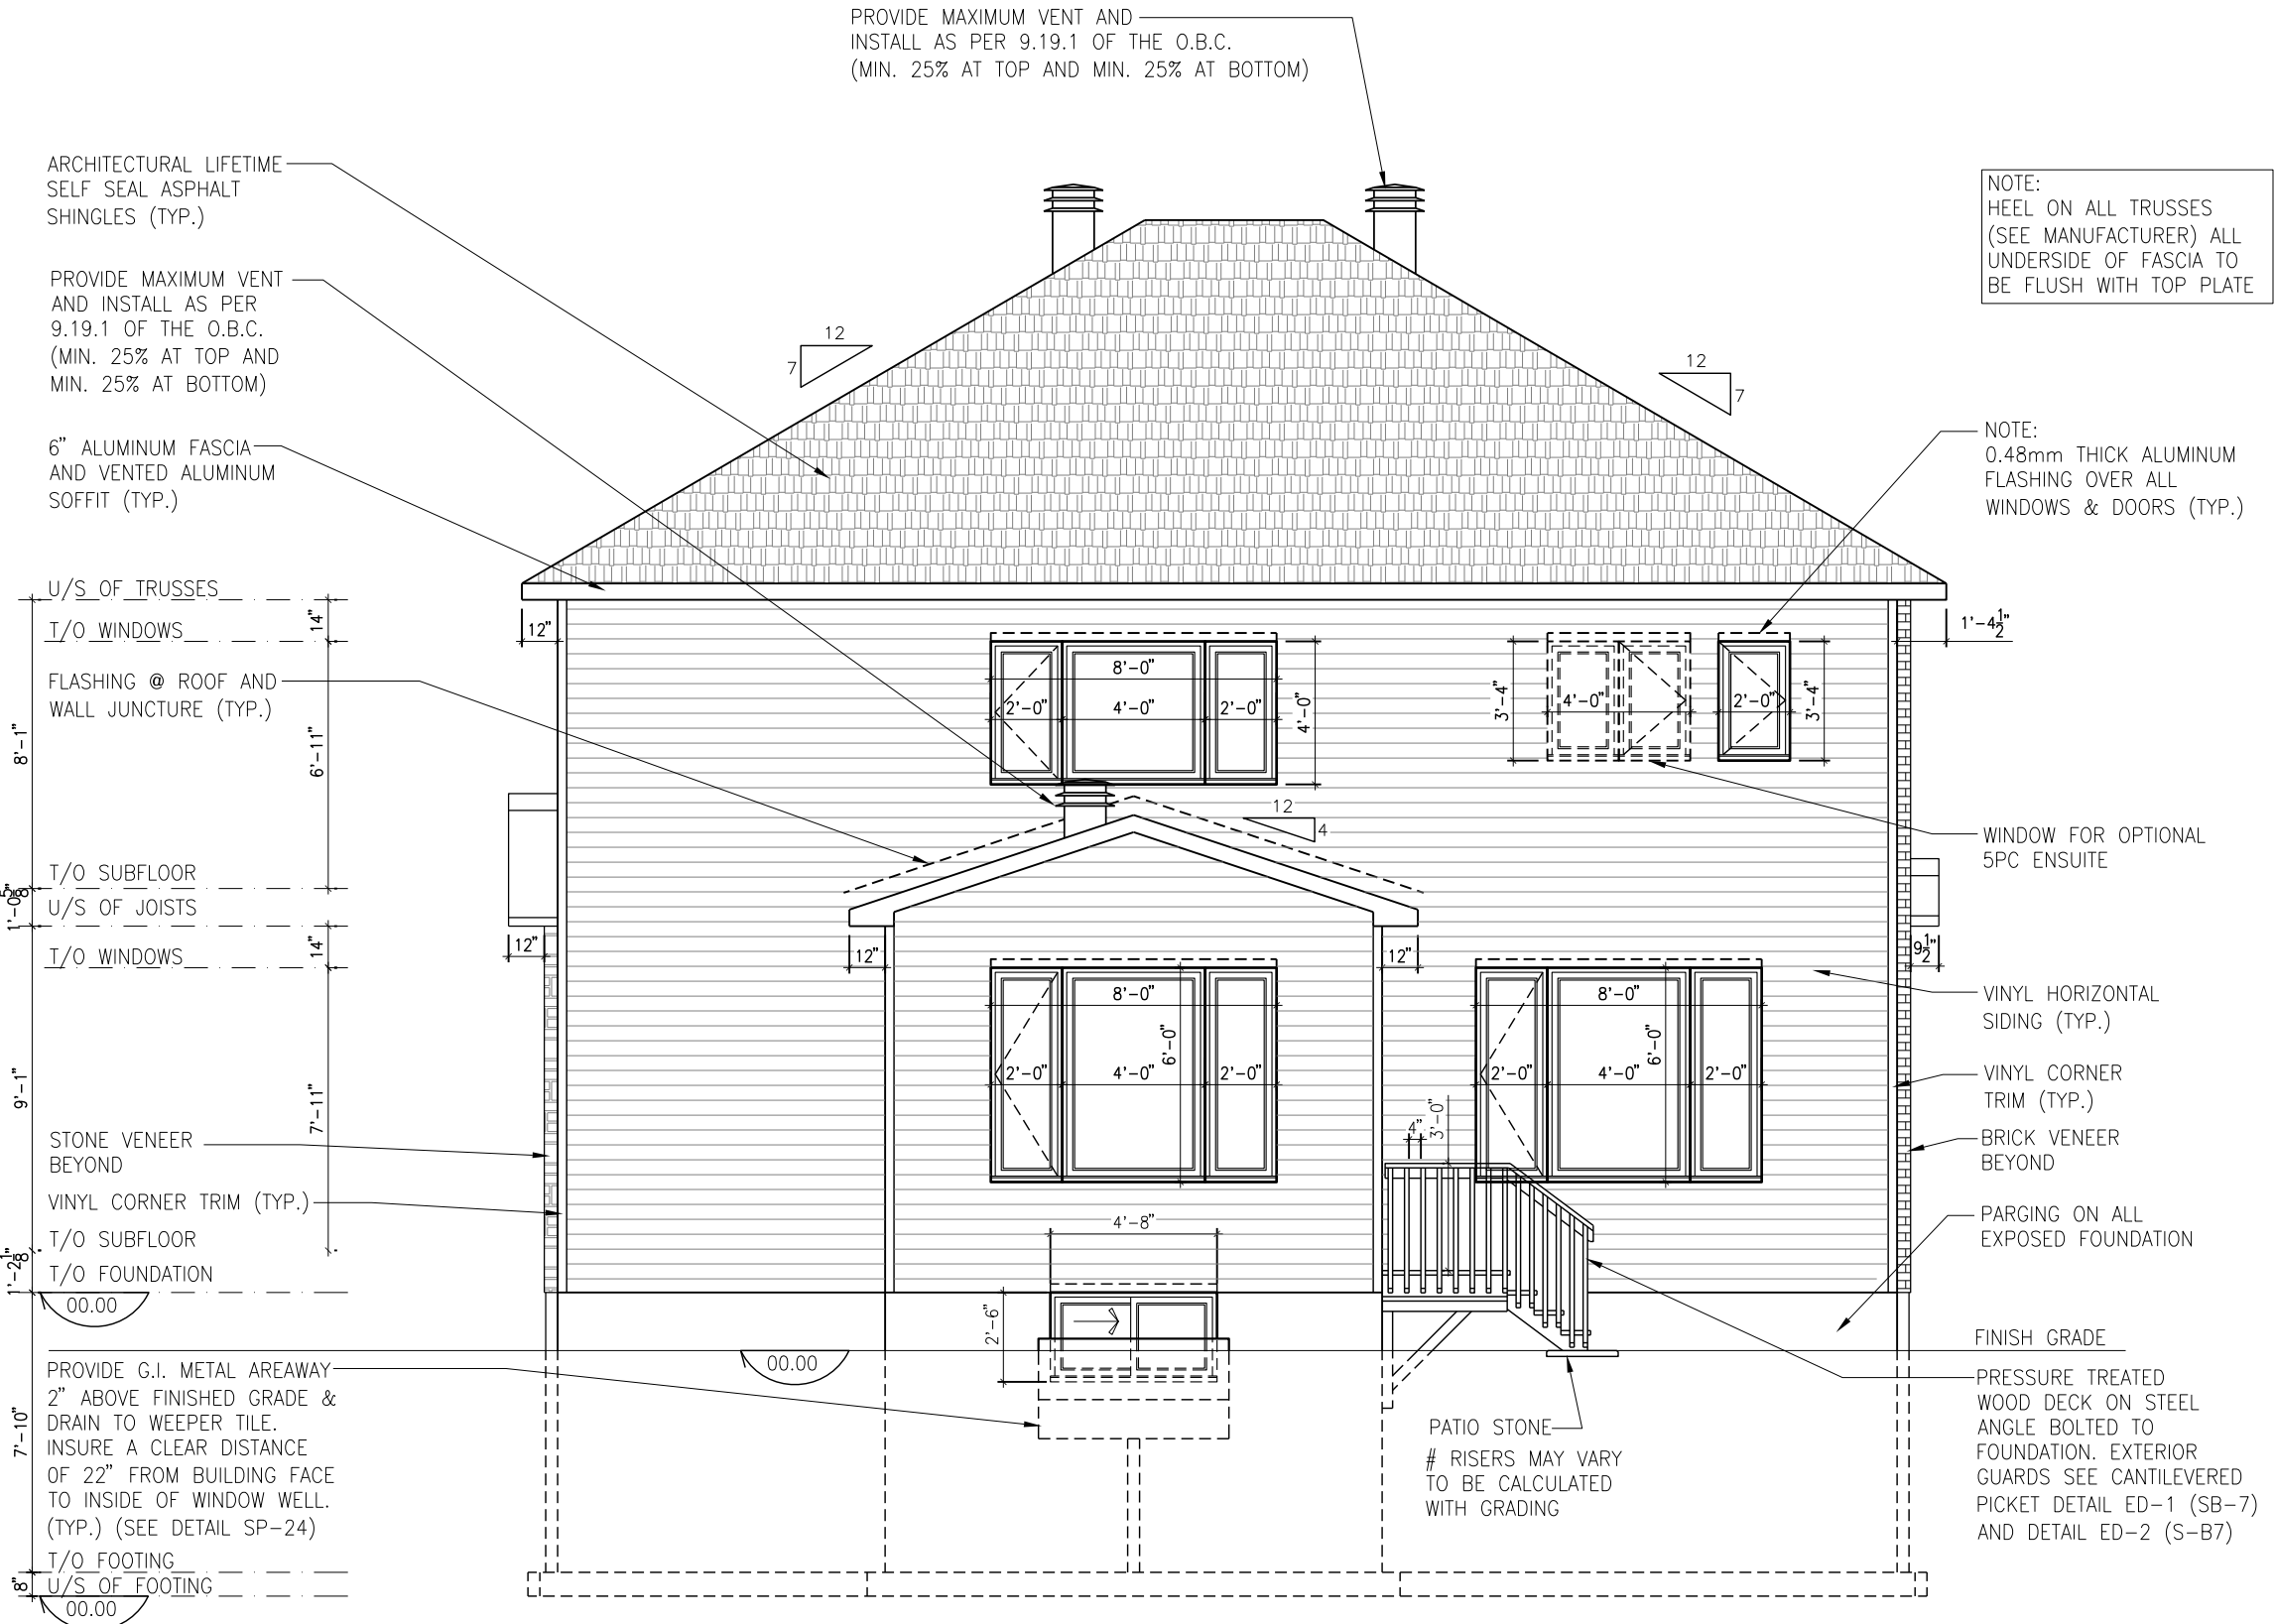 PROVIDE MAXIMUM VENT AND
INSTALL AS PER 9.19.1 OF THE O.B.C.
(MIN. 25% AT TOP AND MIN. 25% AT BOTTOM)
ARCHITECTURAL LIFETIME
SELF SEAL ASPHALT
SHINGLES (TYP.)
PROVIDE MAXIMUM VENT
AND INSTALL AS PER
9.19.1 OF THE O.B.C.
(MIN. 25% AT TOP AND
MIN. 25% AT BOTTOM)
6" ALUMINUM FASCIA
AND VENTED ALUMINUM
SOFFIT (TYP.)
U/S OF TRUSSES
T/O WINDOWS
FLASHING @ ROOF AND
WALL JUNCTURE (TYP.)
T/O SUBFLOOR
U/S OF JOISTS
T/O WINDOWS
STONE VENEER
BEYOND
VINYL CORNER TRIM (TYP.)
T/O SUBFLOOR
T/O FOUNDATION
00.00
PROVIDE G.I. METAL AREAWAY
2" ABOVE FINISHED GRADE &
DRAIN TO WEEPER TILE.
INSURE A CLEAR DISTANCE
OF 22" FROM BUILDING FACE
TO INSIDE OF WINDOW WELL.
(TYP.) (SEE DETAIL SP-24)
T/O FOOTING
U/S OF FOOTING
00.00
8'-1"
1'-0 5/8"
9'-1"
1'-2 1/8"
7'-10"
8"
14"
6'-11"
14"
7'-11"
12
7
12
7
12"
1'-4 1/2"
8'-0"
2'-0"
4'-0"
2'-0"
4'-0"
3'-4"
4'-0"
2'-0"
3'-4"
12
4
12"
12"
12"
9 1/2"
8'-0"
6'-0"
2'-0"
4'-0"
2'-0"
8'-0"
6'-0"
2'-0"
4'-0"
2'-0"
4"
3'-0"
4'-8"
2'-6"
00.00
PATIO STONE
# RISERS MAY VARY
TO BE CALCULATED
WITH GRADING
NOTE:
HEEL ON ALL TRUSSES
(SEE MANUFACTURER) ALL
UNDERSIDE OF FASCIA TO
BE FLUSH WITH TOP PLATE
NOTE:
0.48mm THICK ALUMINUM
FLASHING OVER ALL
WINDOWS & DOORS (TYP.)
WINDOW FOR OPTIONAL
5PC ENSUITE
VINYL HORIZONTAL
SIDING (TYP.)
VINYL CORNER
TRIM (TYP.)
BRICK VENEER
BEYOND
PARGING ON ALL
EXPOSED FOUNDATION
FINISH GRADE
PRESSURE TREATED
WOOD DECK ON STEEL
ANGLE BOLTED TO
FOUNDATION. EXTERIOR
GUARDS SEE CANTILEVERED
PICKET DETAIL ED-1 (SB-7)
AND DETAIL ED-2 (S-B7)